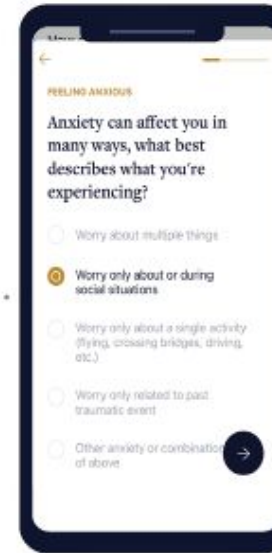 FEELING ANXIOUS
Anxiety can affect you in
many ways, what best
describes what you're
experiencing?
Worry about multiple things
Worry only about or during
social situations
Worry only about a single activity
(flying, crossing bridges, driving,
etc.)
Worry only related to past
traumatic event
Other anxiety or combination
of above